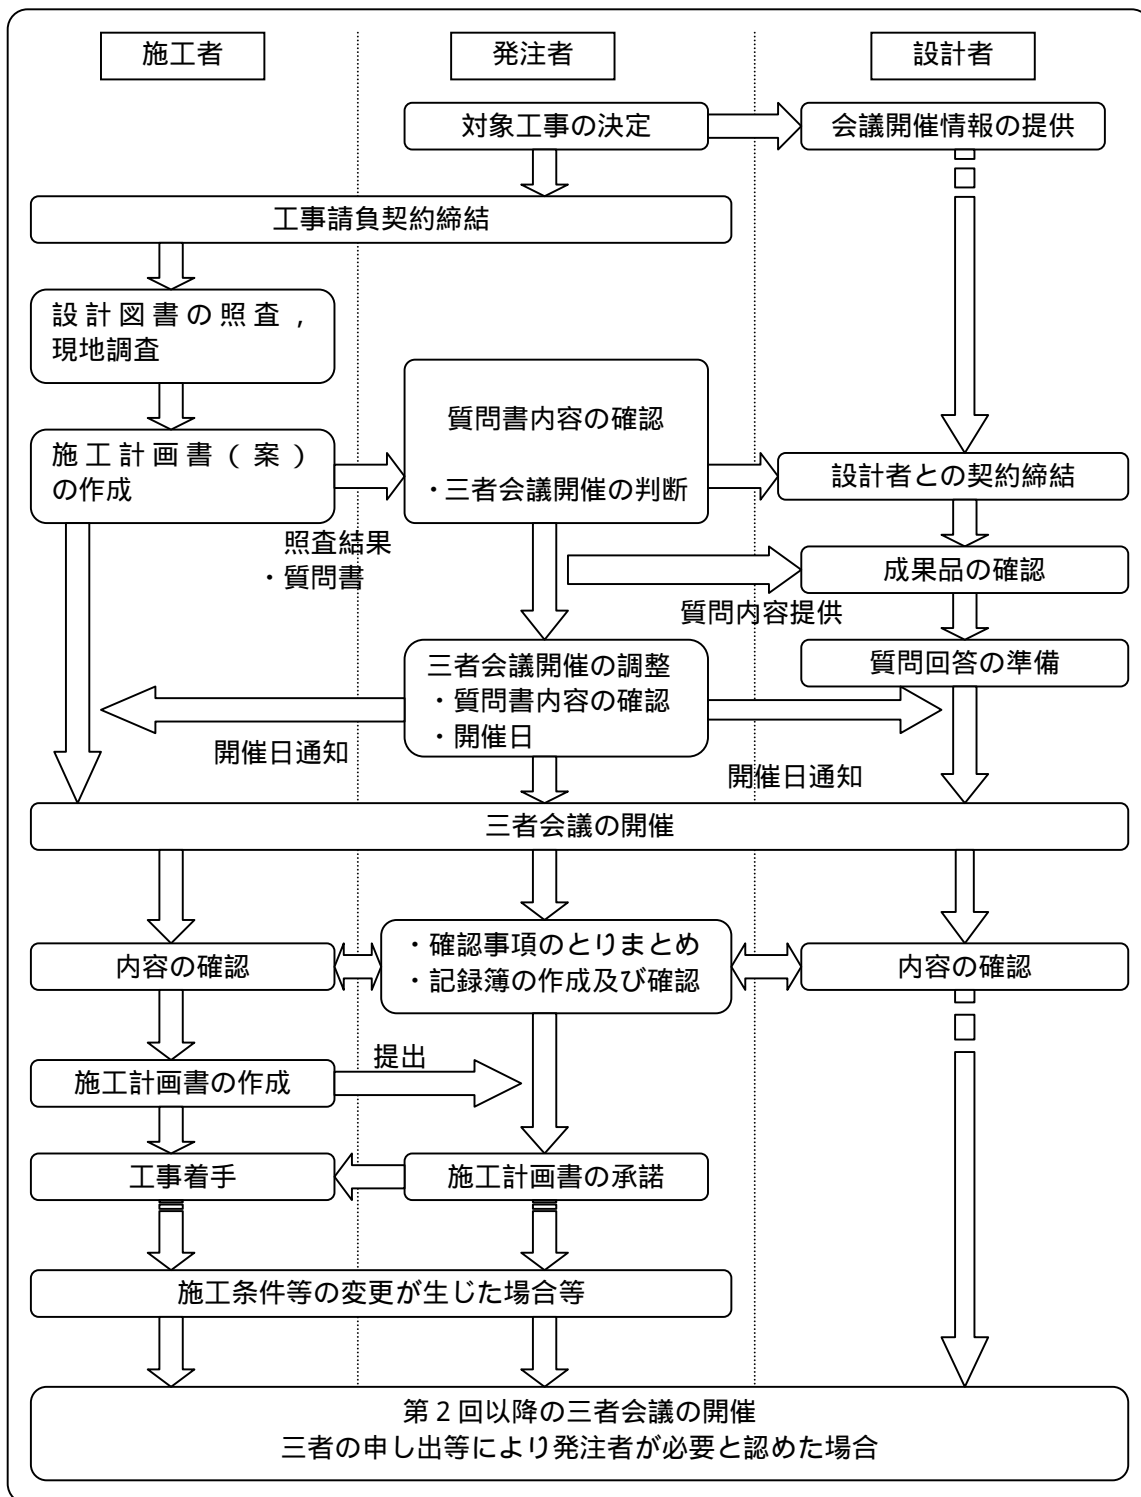 施工者
発注者
設計者
対象工事の決定
会議開催情報の提供
工事請負契約締結
設計図書の照査,
現地調査
質問書内容の確認
・三者会議開催の判断
施工計画書(案)
の作成
設計者との契約締結
照査結果
・質問書
成果品の確認
質問内容提供
三者会議開催の調整
・質問書内容の確認
・開催日
質問回答の準備
開催日通知
開催日通知
三者会議の開催
内容の確認
・確認事項のとりまとめ
・記録簿の作成及び確認
内容の確認
提出
施工計画書の作成
工事着手
施工計画書の承諾
施工条件等の変更が生じた場合等
第2回以降の三者会議の開催
三者の申し出等により発注者が必要と認めた場合